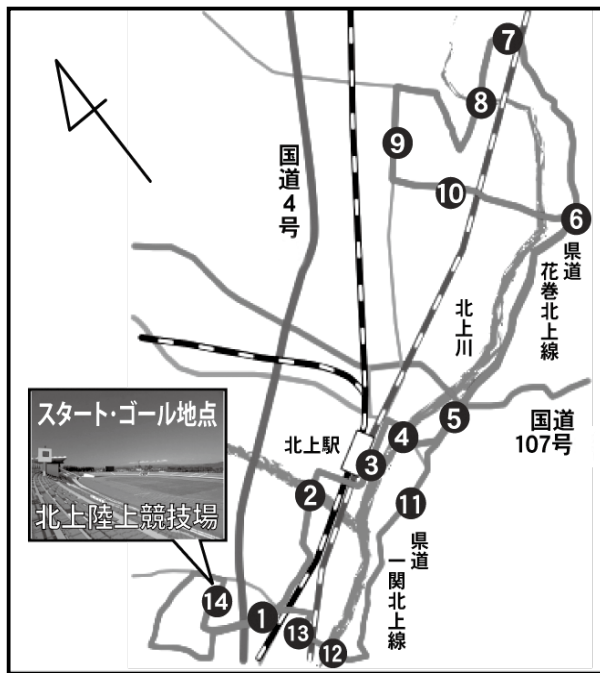 7
8
9
10
6
国道4号
県道
花巻北上線
北上川
スタート・ゴール地点
北上陸上競技場
北上駅
5
国道
107号
4
3
2
11
県道
一関北上線
14
1
13
12